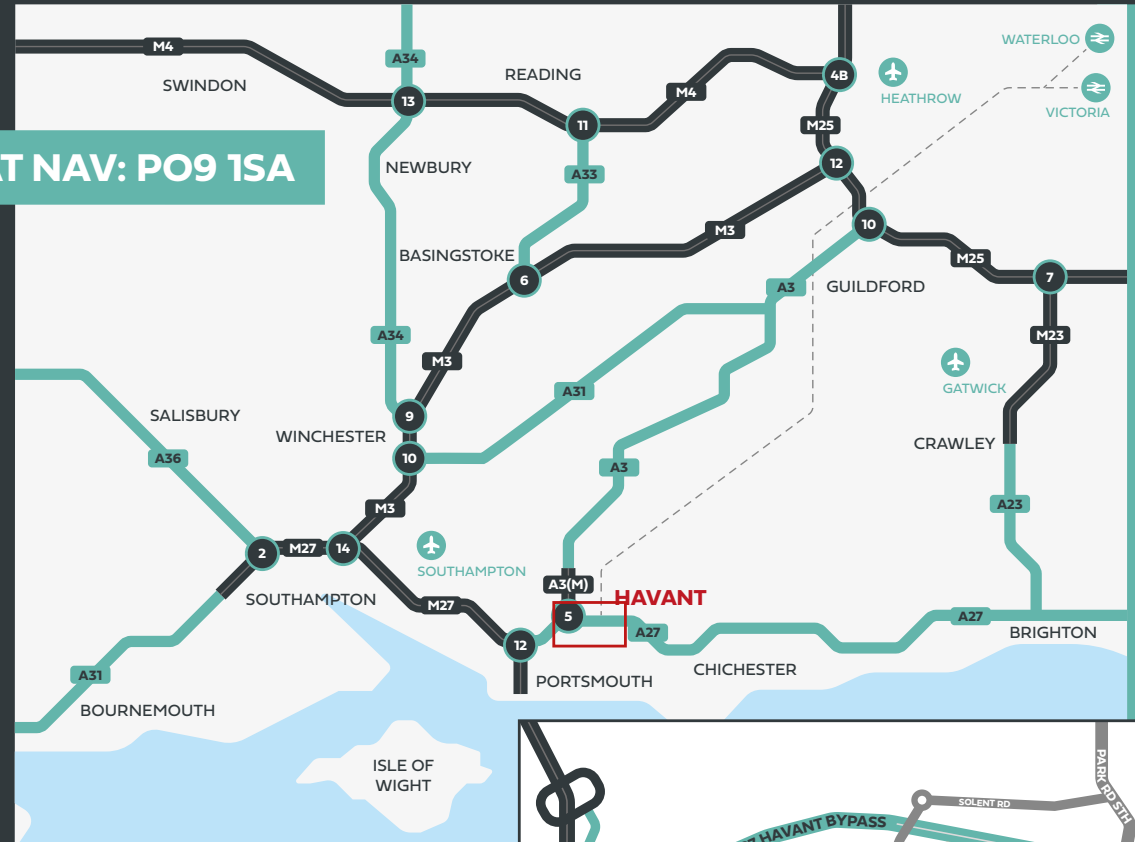 M4
A34
SWINDON
READING
4B
WATERLOO
HEATHROW
VICTORIA
13
M4
11
M25
AT NAV: PO9 1SA
NEWBURY
A33
12
M3
10
BASINGSTOKE
6
M25
7
A3
GUILDFORD
A34
M3
M23
A31
GATWICK
9
SALISBURY
WINCHESTER
CRAWLEY
10
A36
A3
M3
A23
2
M27
14
SOUTHAMPTON
A3(M)
SOUTHAMPTON
M27
HAVANT
5
A27
A27
BRIGHTON
12
CHICHESTER
A31
PORTSMOUTH
BOURNEMOUTH
ISLE OF
WIGHT
PARK RD STH
SOLENT RD
HAVANT BYPASS